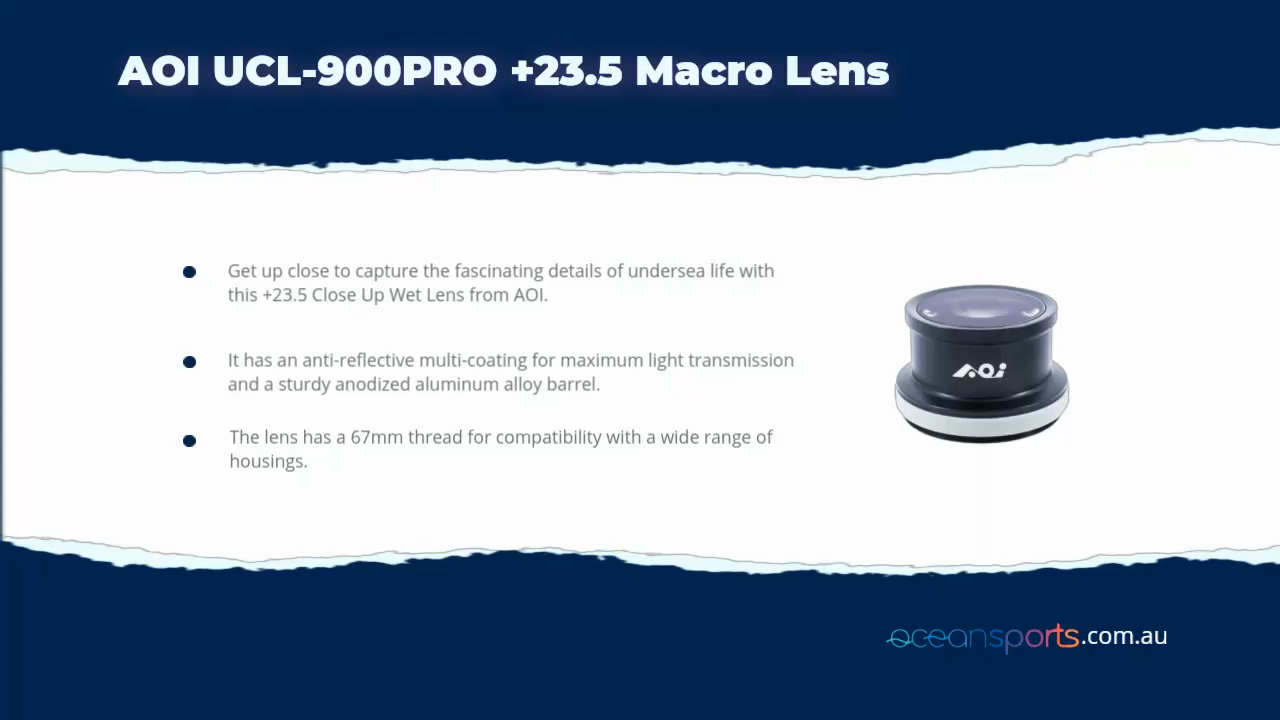 AOI UCL-900PRO +23.5 Macro Lens
Get up close to capture the fascinating details of undersea life with
this +23.5 Close Up Wet Lens from AOI.
It has an anti-reflective multi-coating for maximum light transmission
and a sturdy anodized aluminum alloy barrel.
The lens has a 67mm thread for compatibility with a wide range of
housings.
AOI
oceansports.com.au